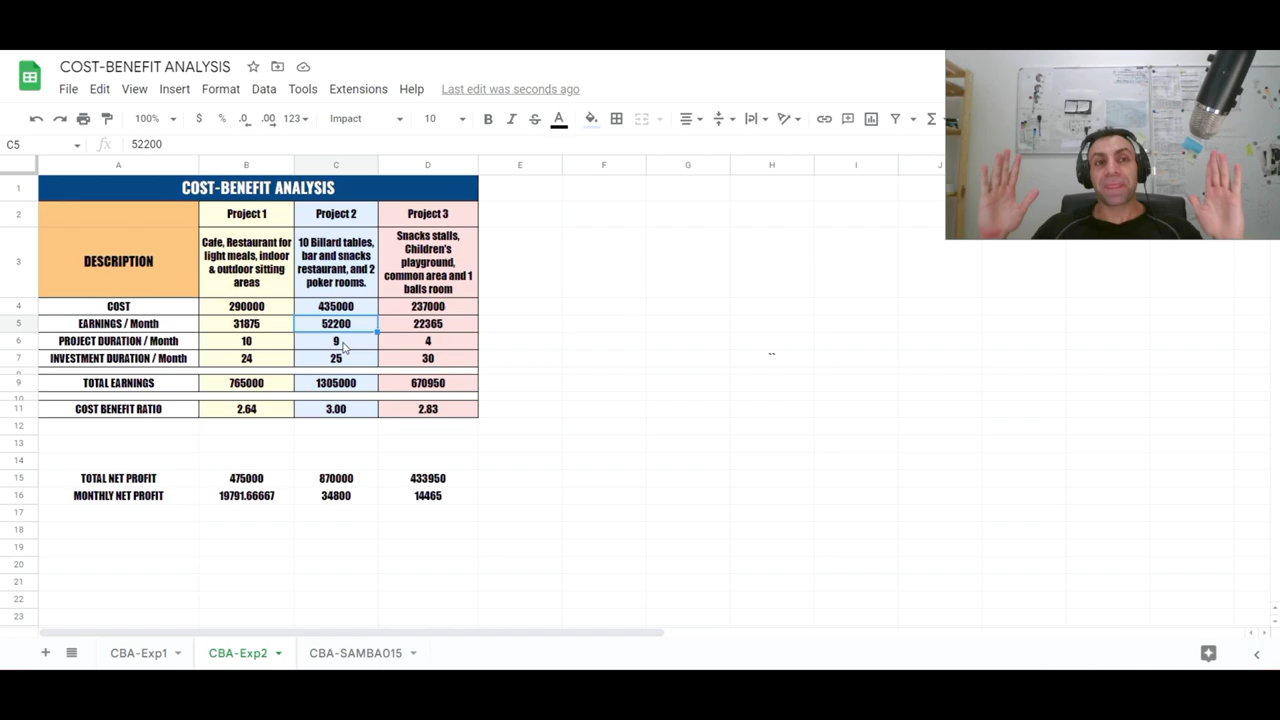 COST-BENEFIT ANALYSIS
File Edit View Insert Format Data Tools Extensions Help Last edit was seconds ago
100% $ % .0 .00 123 Impact 10 B I S A Σ
C5 fx 52200
A B C D E F G H I J
1 COST-BENEFIT ANALYSIS
2 Project 1 Project 2 Project 3
3 DESCRIPTION
Cafe, Restaurant for
light meals, indoor
& outdoor sitting
areas
10 Billard tables,
bar and snacks
restaurant, and 2
poker rooms.
Snacks stalls,
Children's
playground,
common area and 1
balls room
4 COST 290000 435000 237000
5 EARNINGS / Month 31875 52200 22365
6 PROJECT DURATION / Month 10 9 4
7 INVESTMENT DURATION / Month 24 25 30
8
9 TOTAL EARNINGS 765000 1305000 670950
10
11 COST BENEFIT RATIO 2.64 3.00 2.83
12
13
14
15 TOTAL NET PROFIT 475000 870000 433950
16 MONTHLY NET PROFIT 19791.66667 34800 14465
17
18
19
20
21
22
23
CBA-Exp1 CBA-Exp2 CBA-SAMBA015